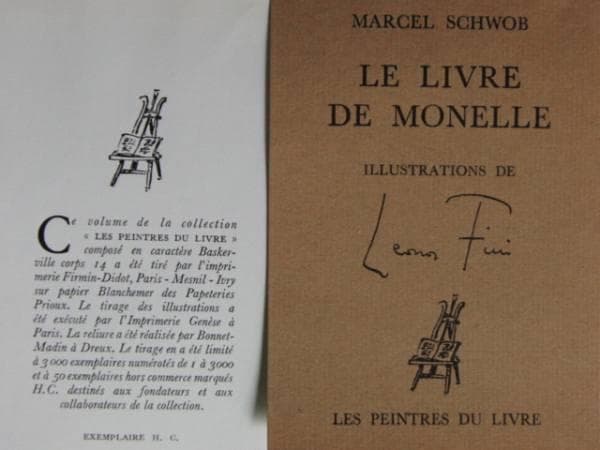 Ce volume de la collection
« LES PEINTRES DU LIVRE »
composé en caractère Basker-
ville corps 14 a été tiré par l'impri-
merie Firmin-Didot, Paris - Mesnil - Ivry
sur papier Blanchemer des Papeteries
Prioux. Le tirage des illustrations a
été exécuté par l'Imprimerie Genèse à
Paris. La reliure a été réalisée par Bonnet-
Madin à Dreux. Le tirage en a été limité
à 3 000 exemplaires numérotés de 1 à 3000
et à 50 exemplaires hors commerce marqués
H.C. destinés aux fondateurs et aux
collaborateurs de la collection.
EXEMPLAIRE H. C.
MARCEL SCHWOB
LE LIVRE
DE MONELLE
ILLUSTRATIONS DE
Leonor Fini
LES PEINTRES DU LIVRE